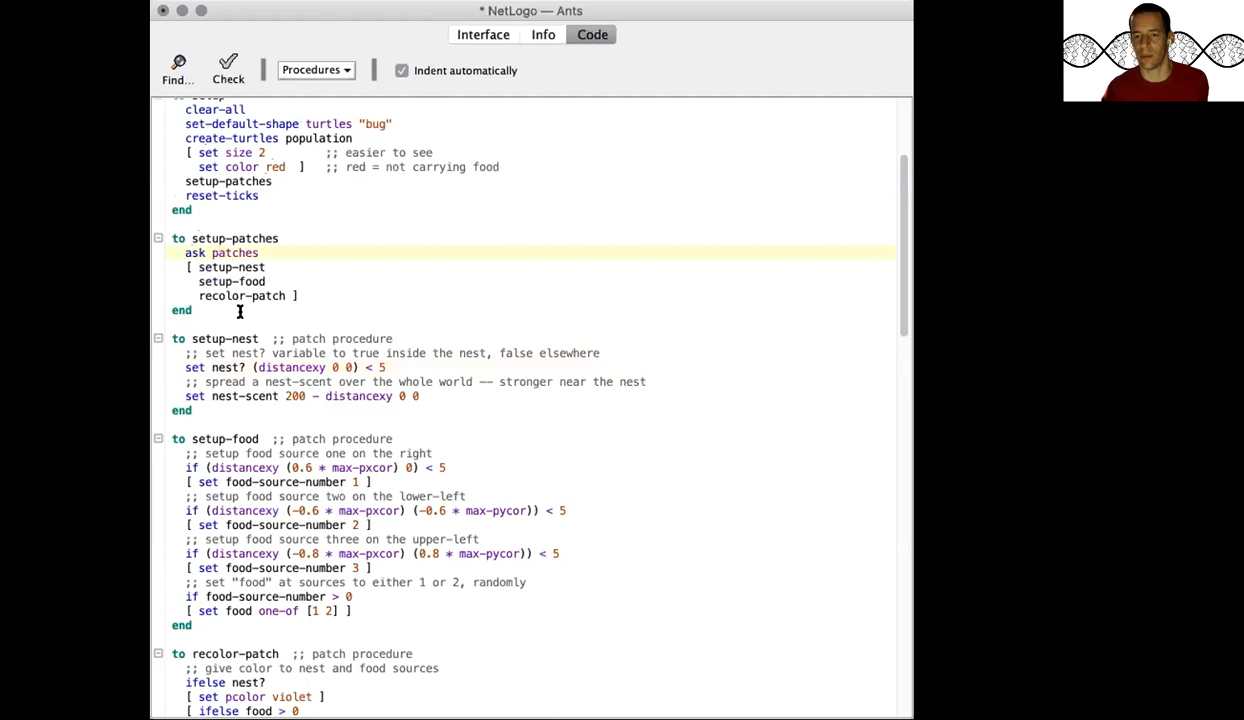 * NetLogo — Ants
Interface Info Code
Find... Check Procedures Indent automatically
to setup
clear-all
set-default-shape turtles "bug"
create-turtles population
[ set size 2 ;; easier to see
set color red ] ;; red = not carrying food
setup-patches
reset-ticks
end
to setup-patches
ask patches
[ setup-nest
setup-food
recolor-patch ]
end
to setup-nest ;; patch procedure
;; set nest? variable to true inside the nest, false elsewhere
set nest? (distancexy 0 0) < 5
;; spread a nest-scent over the whole world -- stronger near the nest
set nest-scent 200 - distancexy 0 0
end
to setup-food ;; patch procedure
;; setup food source one on the right
if (distancexy (0.6 * max-pxcor) 0) < 5
[ set food-source-number 1 ]
;; setup food source two on the lower-left
if (distancexy (-0.6 * max-pxcor) (-0.6 * max-pycor)) < 5
[ set food-source-number 2 ]
;; setup food source three on the upper-left
if (distancexy (-0.8 * max-pxcor) (0.8 * max-pycor)) < 5
[ set food-source-number 3 ]
;; set "food" at sources to either 1 or 2, randomly
if food-source-number > 0
[ set food one-of [1 2] ]
end
to recolor-patch ;; patch procedure
;; give color to nest and food sources
ifelse nest?
[ set pcolor violet ]
[ ifelse food > 0